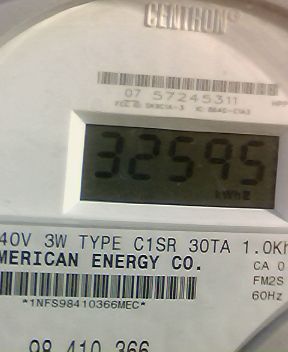 CENTRON®
07 57245311
32595
kWh
40V 3W TYPE C1SR 30TA 1.0Kh
MERICAN ENERGY CO.
CA 0
FM2S
60Hz
*1NFS98410366MEC*
98 410 366